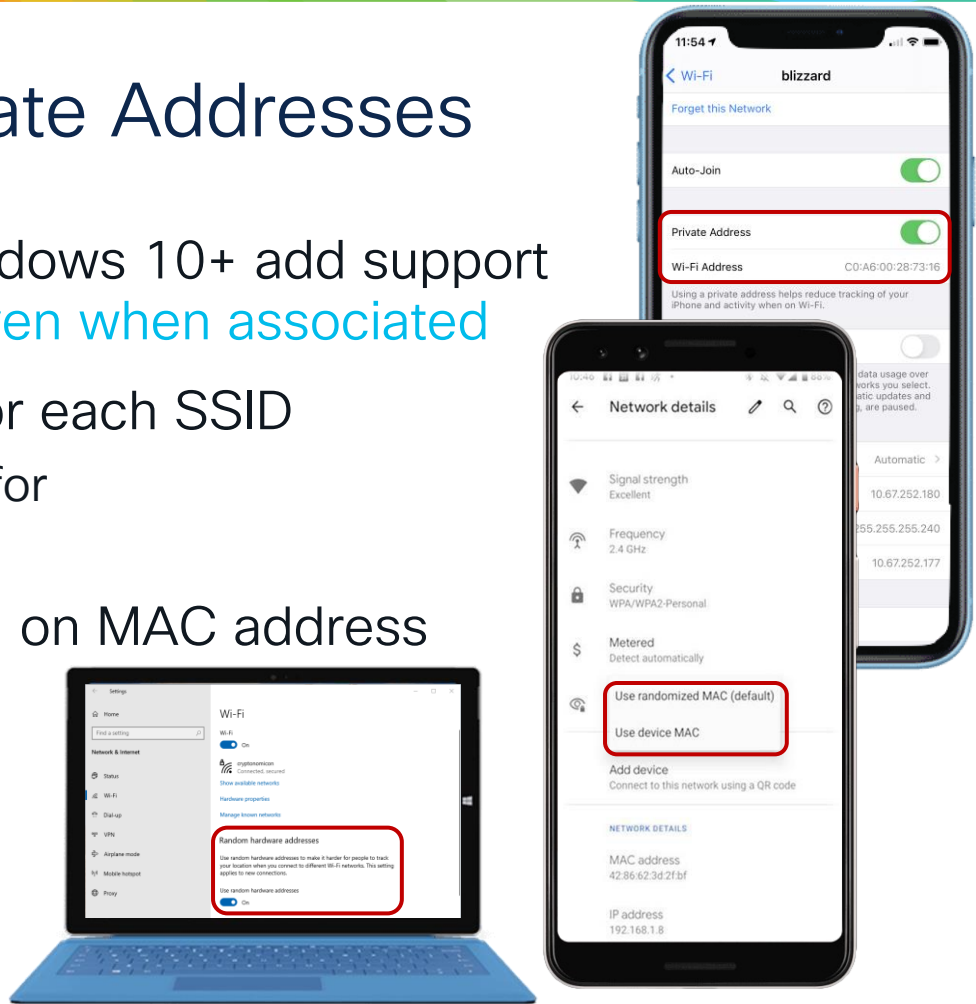 ate Addresses
dows 10+ add support
en when associated
or each SSID
for
on MAC address
11:54
Wi-Fi
blizzard
Forget this Network
Auto-Join
Private Address
Wi-Fi Address C0:A6:00:28:73:16
Using a private address helps reduce tracking of your
iPhone and activity when on Wi-Fi.
data usage over
works you select.
atic updates and
g, are paused.
Automatic
10.67.252.180
255.255.255.240
10.67.252.177
10:46
86%
Network details
Signal strength
Excellent
Frequency
2.4 GHz
Security
WPA/WPA2-Personal
Metered
Detect automatically
Use randomized MAC (default)
Use device MAC
Add device
Connect to this network using a QR code
NETWORK DETAILS
MAC address
42:86:62:3d:2f:bf
IP address
192.168.1.8
Settings
Home
Find a setting
Network & Internet
Status
Wi-Fi
Dial-up
VPN
Airplane mode
Mobile hotspot
Proxy
Wi-Fi
Wi-Fi
On
cryptonomicon
Connected, secured
Show available networks
Hardware properties
Manage known networks
Random hardware addresses
Use random hardware addresses to make it harder for people to track
your location when you connect to different Wi-Fi networks. This setting
applies to new connections.
Use random hardware addresses
On